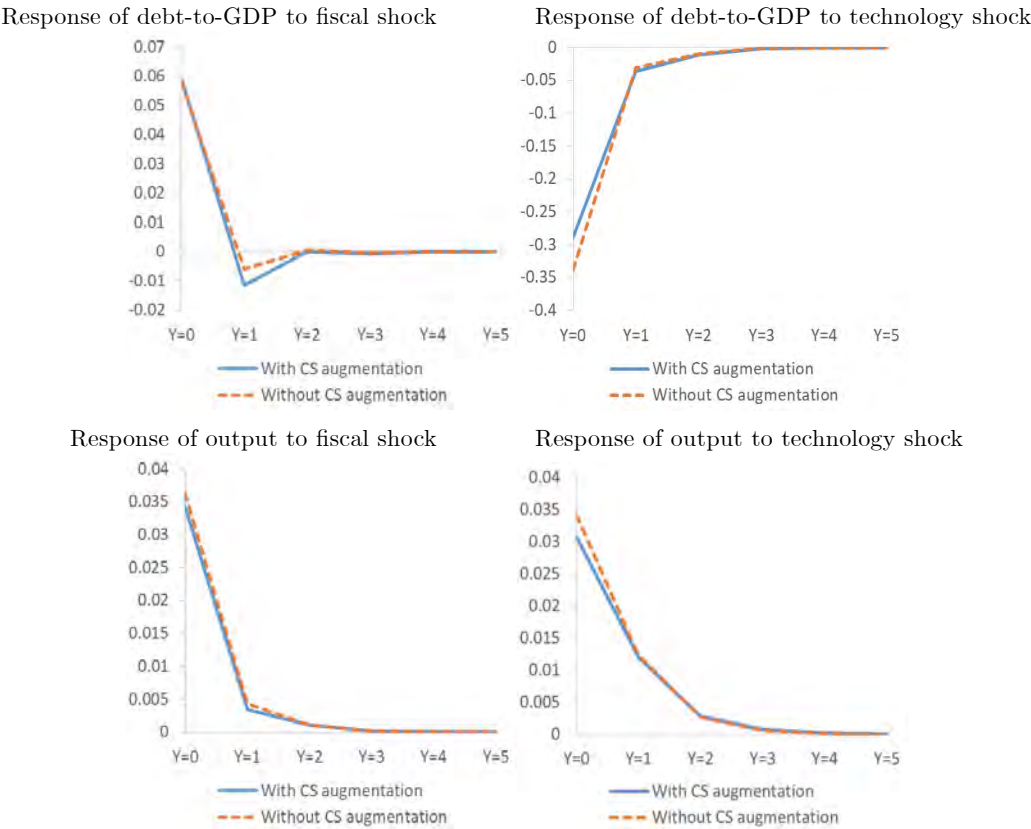 Response of debt-to-GDP to fiscal shock
0.07
0.06
0.05
0.04
0.03
0.02
0.01
0
-0.01
-0.02
Y=0 Y=1 Y=2 Y=3 Y=4 Y=5
With CS augmentation
Without CS augmentation
Response of debt-to-GDP to technology shock
0
-0.05
-0.1
-0.15
-0.2
-0.25
-0.3
-0.35
-0.4
Y=0 Y=1 Y=2 Y=3 Y=4 Y=5
With CS augmentation
Without CS augmentation
Response of output to fiscal shock
0.04
0.035
0.03
0.025
0.02
0.015
0.01
0.005
0
Y=0 Y=1 Y=2 Y=3 Y=4 Y=5
With CS augmentation
Without CS augmentation
Response of output to technology shock
0.04
0.035
0.03
0.025
0.02
0.015
0.01
0.005
0
Y=0 Y=1 Y=2 Y=3 Y=4 Y=5
With CS augmentation
Without CS augmentation